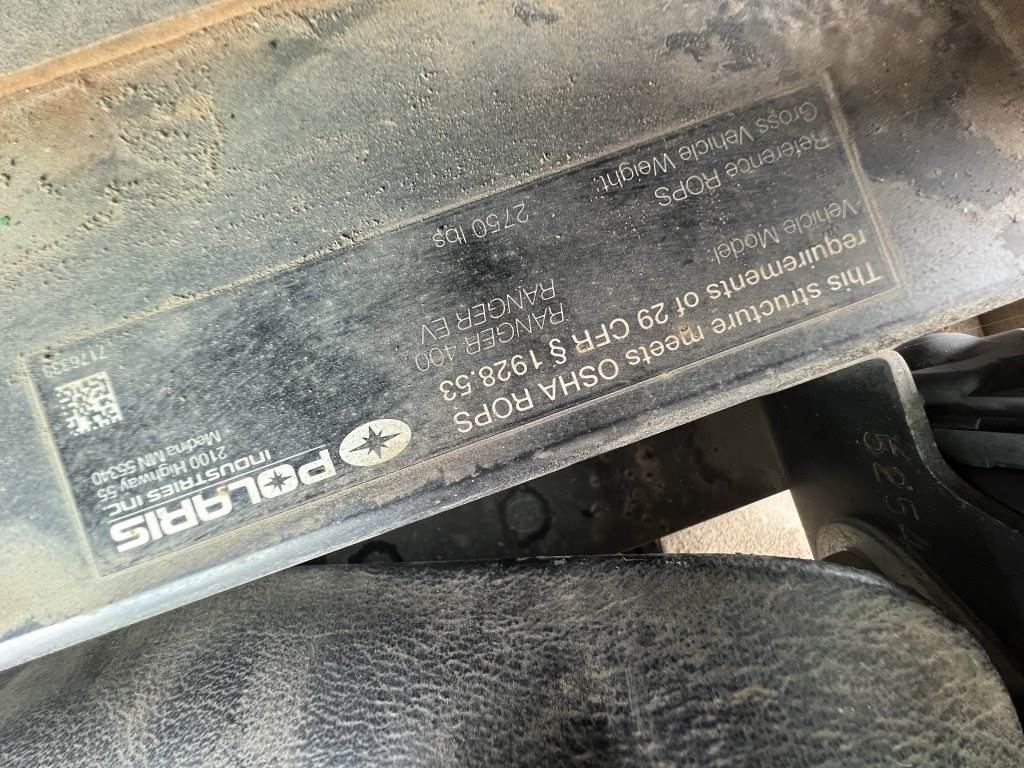 POLARIS
INDUSTRIES INC.
2100 Highway 55
Medina MN 55340
This structure meets OSHA ROPS
requirements of 29 CFR § 1928.53
Vehicle Model: RANGER 400
RANGER EV
Reference ROPS
Gross Vehicle Weight: 2750 lbs